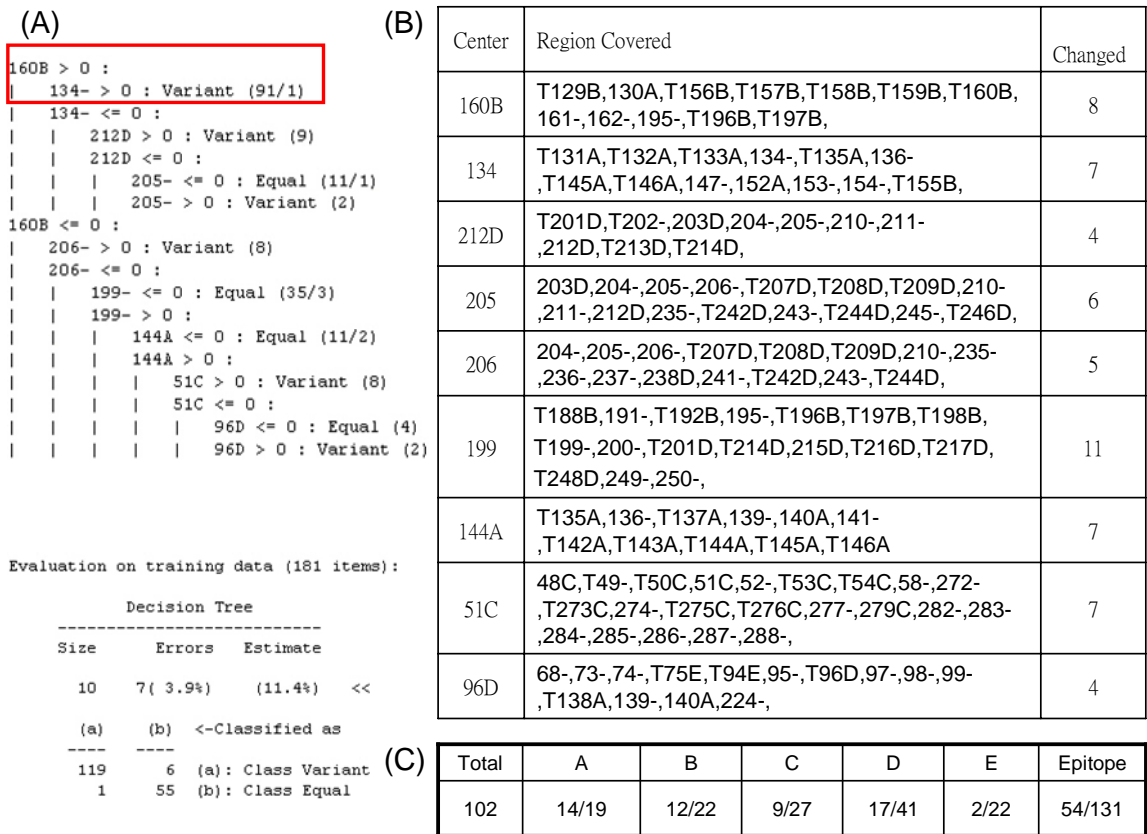 (A)
160B > 0 :
|   134- > 0 : Variant (91/1)
|   134- <= 0 :
|   |   212D > 0 : Variant (9)
|   |   212D <= 0 :
|   |   |   205- <= 0 : Equal (11/1)
|   |   |   205- > 0 : Variant (2)
160B <= 0 :
|   206- > 0 : Variant (8)
|   206- <= 0 :
|   |   199- <= 0 : Equal (35/3)
|   |   199- > 0 :
|   |   |   144A <= 0 : Equal (11/2)
|   |   |   144A > 0 :
|   |   |   |   51C > 0 : Variant (8)
|   |   |   |   51C <= 0 :
|   |   |   |   |   96D <= 0 : Equal (4)
|   |   |   |   |   96D > 0 : Variant (2)
Evaluation on training data (181 items):
Decision Tree
----------------------------
Size Errors Estimate
10 7( 3.9%) (11.4%) <<
(a) (b) <-Classified as
---- ----
119 6 (a): Class Variant
1 55 (b): Class Equal
(B)
Center Region Covered Changed
160B T129B,130A,T156B,T157B,T158B,T159B,T160B, 8
161-,162-,195-,T196B,T197B,
134 T131A,T132A,T133A,134-,T135A,136- 7
,T145A,T146A,147-,152A,153-,154-,T155B,
212D T201D,T202-,203D,204-,205-,210-,211- 4
,212D,T213D,T214D,
205 203D,204-,205-,206-,T207D,T208D,T209D,210- 6
,211-,212D,235-,T242D,243-,T244D,245-,T246D,
206 204-,205-,206-,T207D,T208D,T209D,210-,235- 5
,236-,237-,238D,241-,T242D,243-,T244D,
199 T188B,191-,T192B,195-,T196B,T197B,T198B, 11
T199-,200-,T201D,T214D,215D,T216D,T217D,
T248D,249-,250-,
144A T135A,136-,T137A,139-,140A,141- 7
,T142A,T143A,T144A,T145A,T146A
51C 48C,T49-,T50C,51C,52-,T53C,T54C,58-,272- 7
,T273C,274-,T275C,T276C,277-,279C,282-,283-
,284-,285-,286-,287-,288-,
96D 68-,73-,74-,T75E,T94E,95-,T96D,97-,98-,99- 4
,T138A,139-,140A,224-,
(C)
Total A B C D E Epitope
102 14/19 12/22 9/27 17/41 2/22 54/131